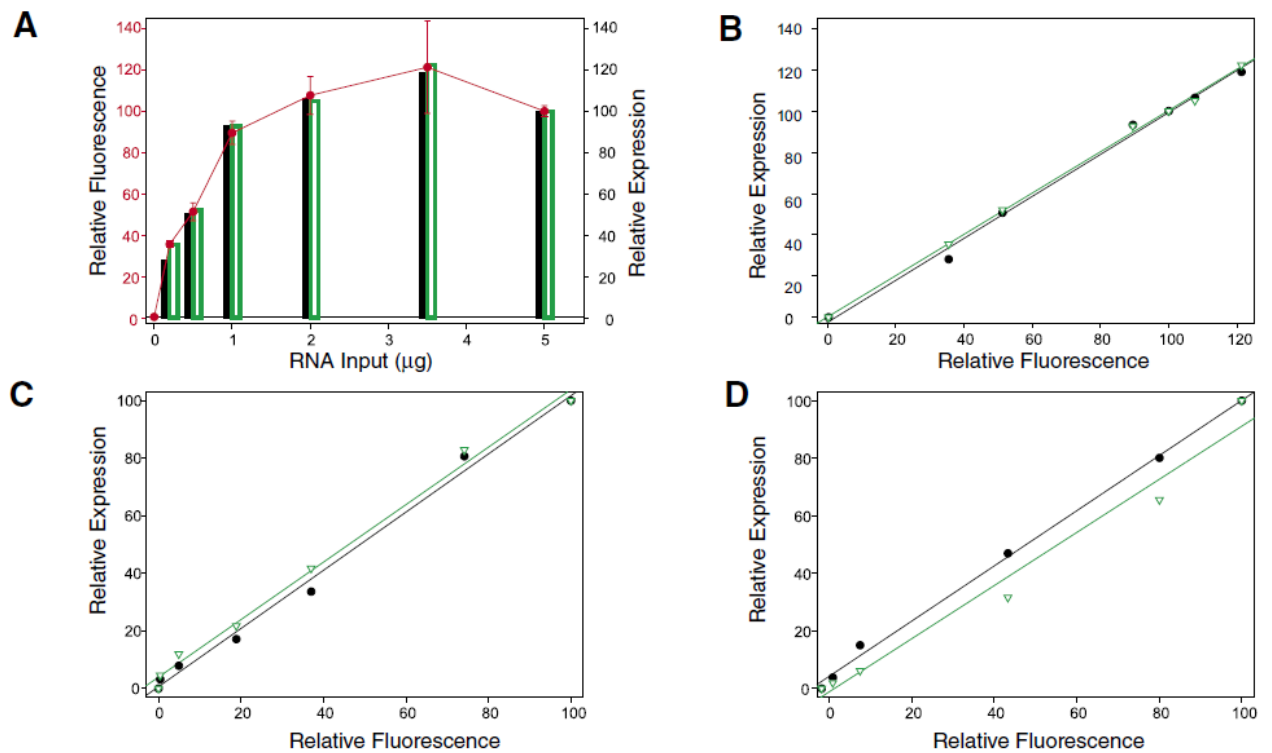 A
140 140
120 120
100 100
80 80
60 60
40 40
20 20
0 0
0 1 2 3 4 5
Relative Fluorescence
Relative Expression
RNA Input (μg)
B
140
120
100
80
60
40
20
0
0 20 40 60 80 100 120
Relative Expression
Relative Fluorescence
C
100
80
60
40
20
0
0 20 40 60 80 100
Relative Expression
Relative Fluorescence
D
100
80
60
40
20
0
0 20 40 60 80 100
Relative Expression
Relative Fluorescence